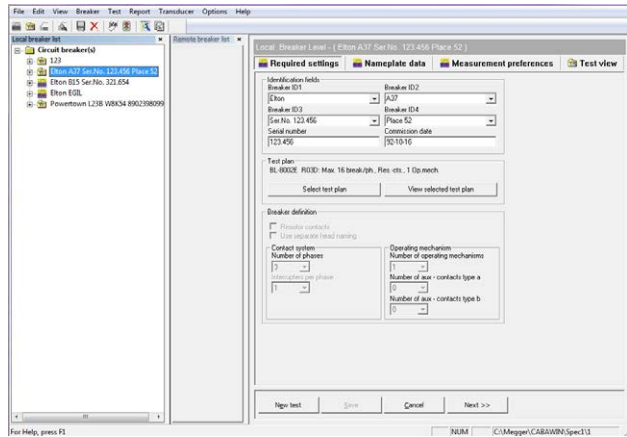 File Edit View Breaker Test Report Transducer Options Help
Local breaker list
Remote breaker list
Circuit breaker(s)
123
Elton A37 Ser.No. 123.456 Place 52
Elton B15 Ser.No. 321.654
Elton EGIL
Powertown L23B W8K34 8902398099
Local Breaker Level - ( Elton A37 Ser.No. 123.456 Place 52 )
Required settings
Nameplate data
Measurement preferences
Test view
Identification fields
Breaker ID1
Breaker ID2
Elton
A37
Breaker ID3
Breaker ID4
Ser.No. 123.456
Place 52
Serial number
Commission date
123.456
92-10-16
Test plan
BL-8002E R03D: Max. 16 break/ph., Res.-cts., 1 Op.mech.
Select test plan
View selected test plan
Breaker definition
Resistor contacts
Use separate head naming
Contact system
Number of phases
3
Interrupters per phase
1
Operating mechanism
Number of operating mechanisms
1
Number of aux - contacts type a
0
Number of aux - contacts type b
0
New test
Save
Cancel
Next >>
For Help, press F1
NUM
C:\Megger\CABAWIN\Spec1\1